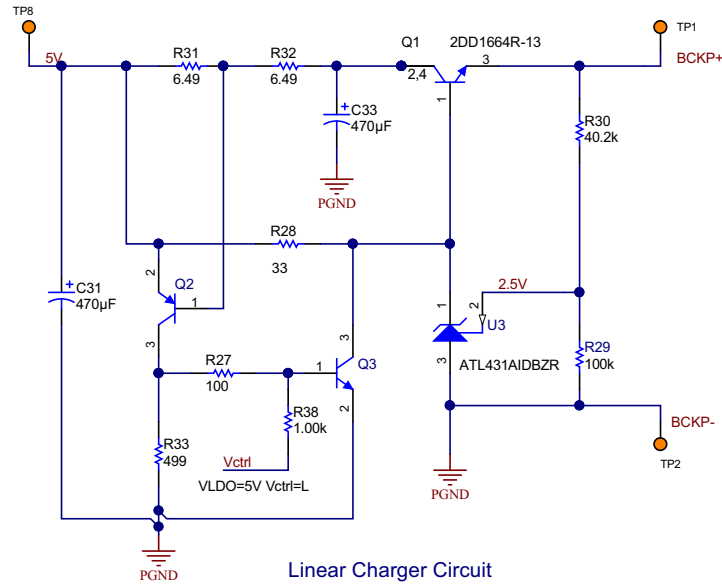 TP8
TP1
5V
R31
6.49
R32
6.49
Q1
2DD1664R-13
2,4
3
1
BCKP+
C33
470µF
PGND
R30
40.2k
R28
33
C31
470µF
2
Q2
1
3
2.5V
1
2
U3
3
ATL431AIDBZR
R29
100k
R27
100
3
1
Q3
2
R38
1.00k
R33
499
Vctrl
VLDO=5V Vctrl=L
BCKP-
TP2
PGND
PGND
Linear Charger Circuit